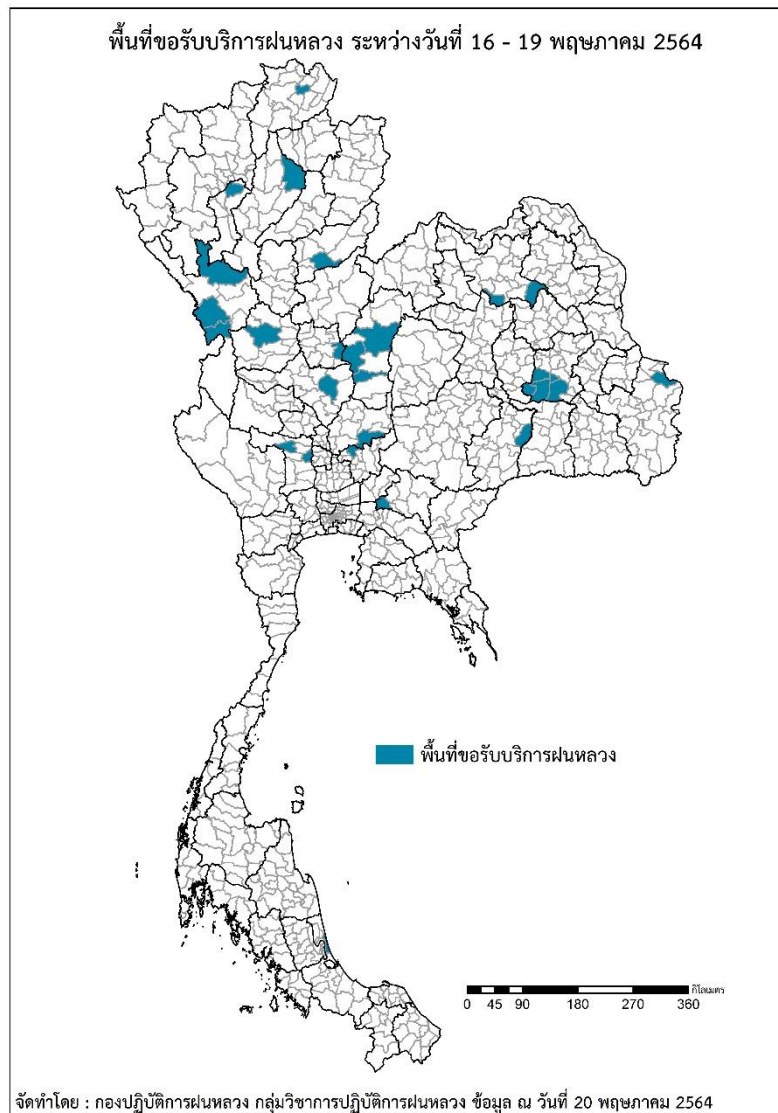 พื้นที่ขอรับบริการฝนหลวง ระหว่างวันที่ 16 - 19 พฤษภาคม 2564
พื้นที่ขอรับบริการฝนหลวง
กิโลเมตร
0 45 90 180 270 360
จัดทำโดย : กองปฏิบัติการฝนหลวง กลุ่มวิชาการปฏิบัติการฝนหลวง ข้อมูล ณ วันที่ 20 พฤษภาคม 2564